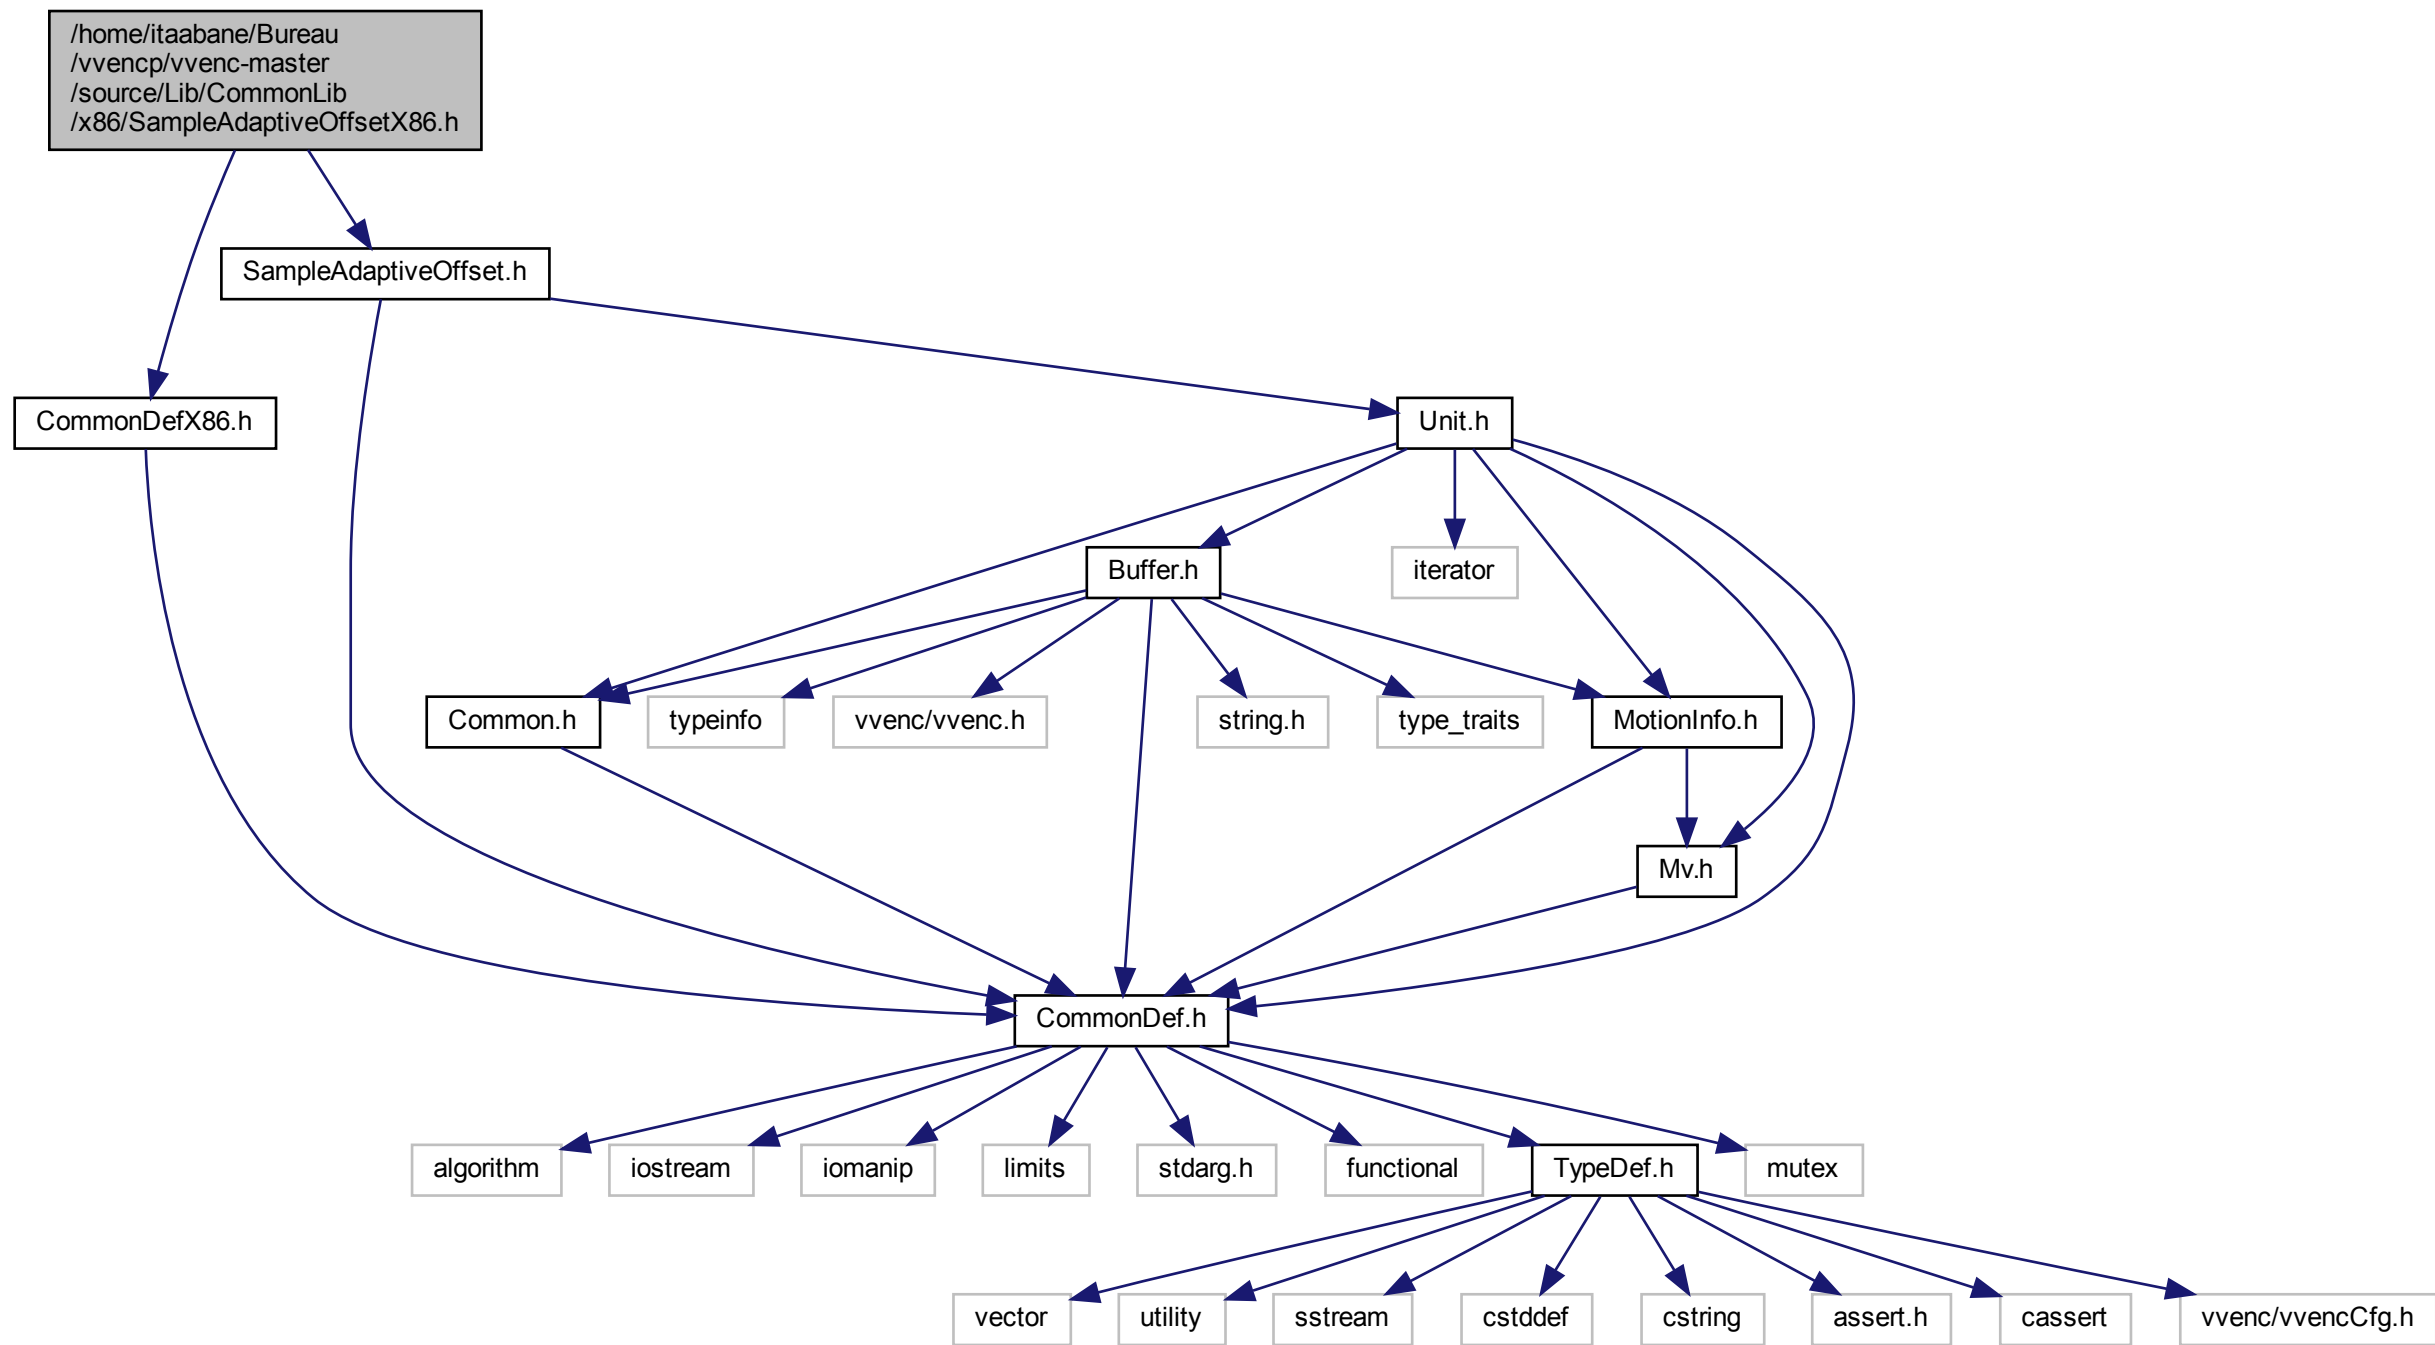 /home/itaabane/Bureau
/vvencp/vvenc-master
/source/Lib/CommonLib
/x86/SampleAdaptiveOffsetX86.h
SampleAdaptiveOffset.h
CommonDefX86.h
Unit.h
Buffer.h
iterator
Common.h
typeinfo
vvenc/vvenc.h
string.h
type_traits
MotionInfo.h
Mv.h
CommonDef.h
algorithm
iostream
iomanip
limits
stdarg.h
functional
TypeDef.h
mutex
vector
utility
sstream
cstddef
cstring
assert.h
cassert
vvenc/vvencCfg.h